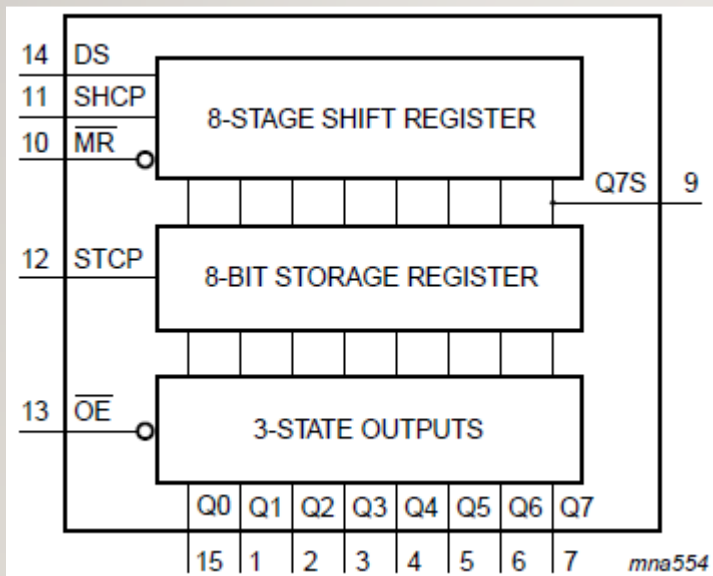 14 DS
11 SHCP
8-STAGE SHIFT REGISTER
10 M̅R̅
Q7S 9
12 STCP
8-BIT STORAGE REGISTER
13 O̅E̅
3-STATE OUTPUTS
Q0 Q1 Q2 Q3 Q4 Q5 Q6 Q7
15 1 2 3 4 5 6 7 mna554